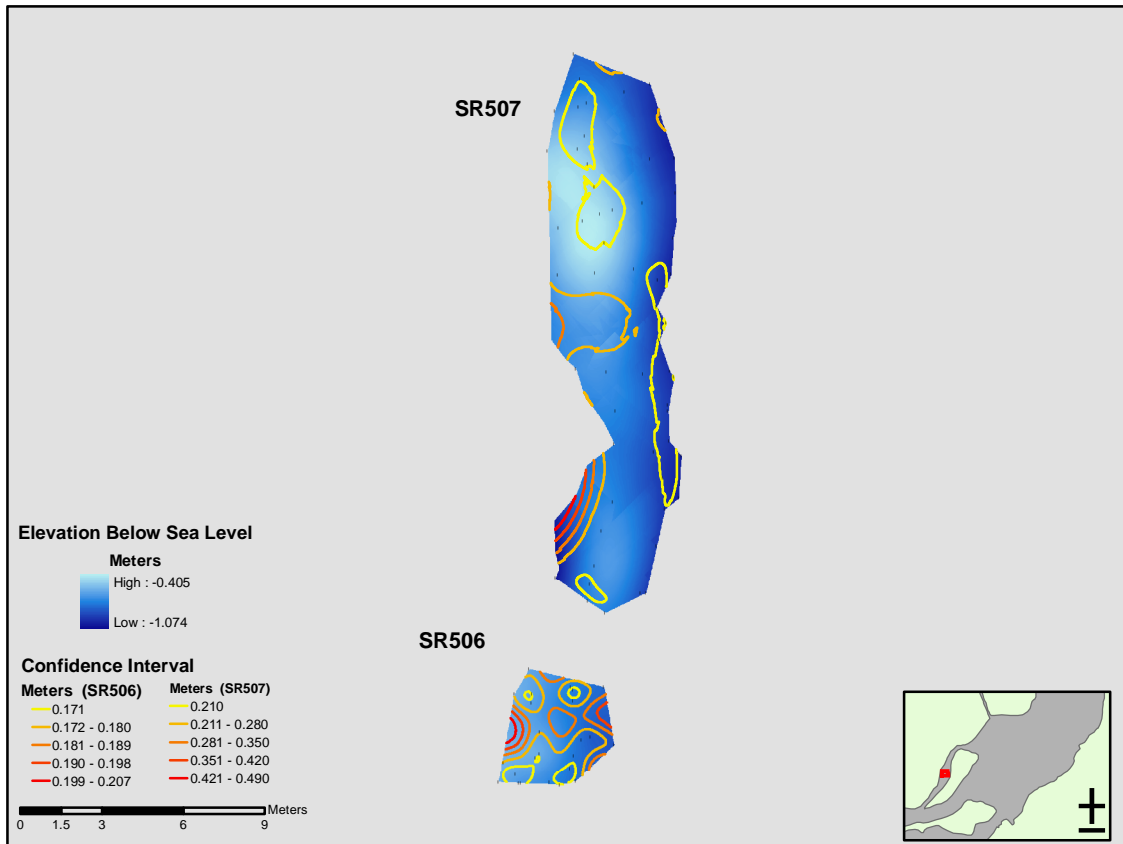 SR507
SR506
Elevation Below Sea Level
Meters
High : -0.405
Low : -1.074
Confidence Interval
Meters (SR506) Meters (SR507)
0.171 0.210
0.172 - 0.180 0.211 - 0.280
0.181 - 0.189 0.281 - 0.350
0.190 - 0.198 0.351 - 0.420
0.199 - 0.207 0.421 - 0.490
Meters
0 1.5 3 6 9